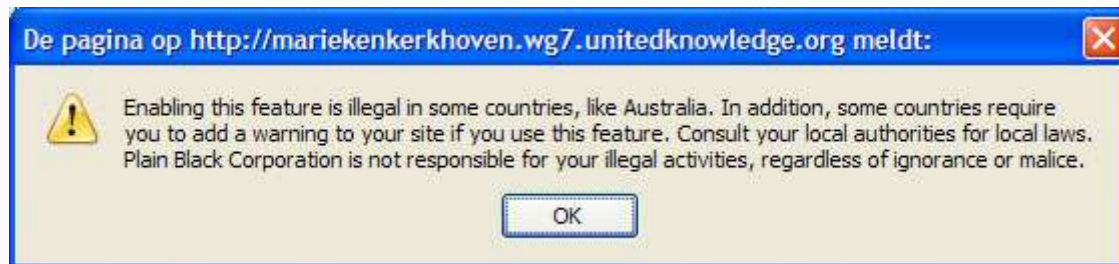 De pagina op http://mariekenkerkhoven.wg7.unitedknowledge.org meldt:
Enabling this feature is illegal in some countries, like Australia. In addition, some countries require
you to add a warning to your site if you use this feature. Consult your local authorities for local laws.
Plain Black Corporation is not responsible for your illegal activities, regardless of ignorance or malice.
OK